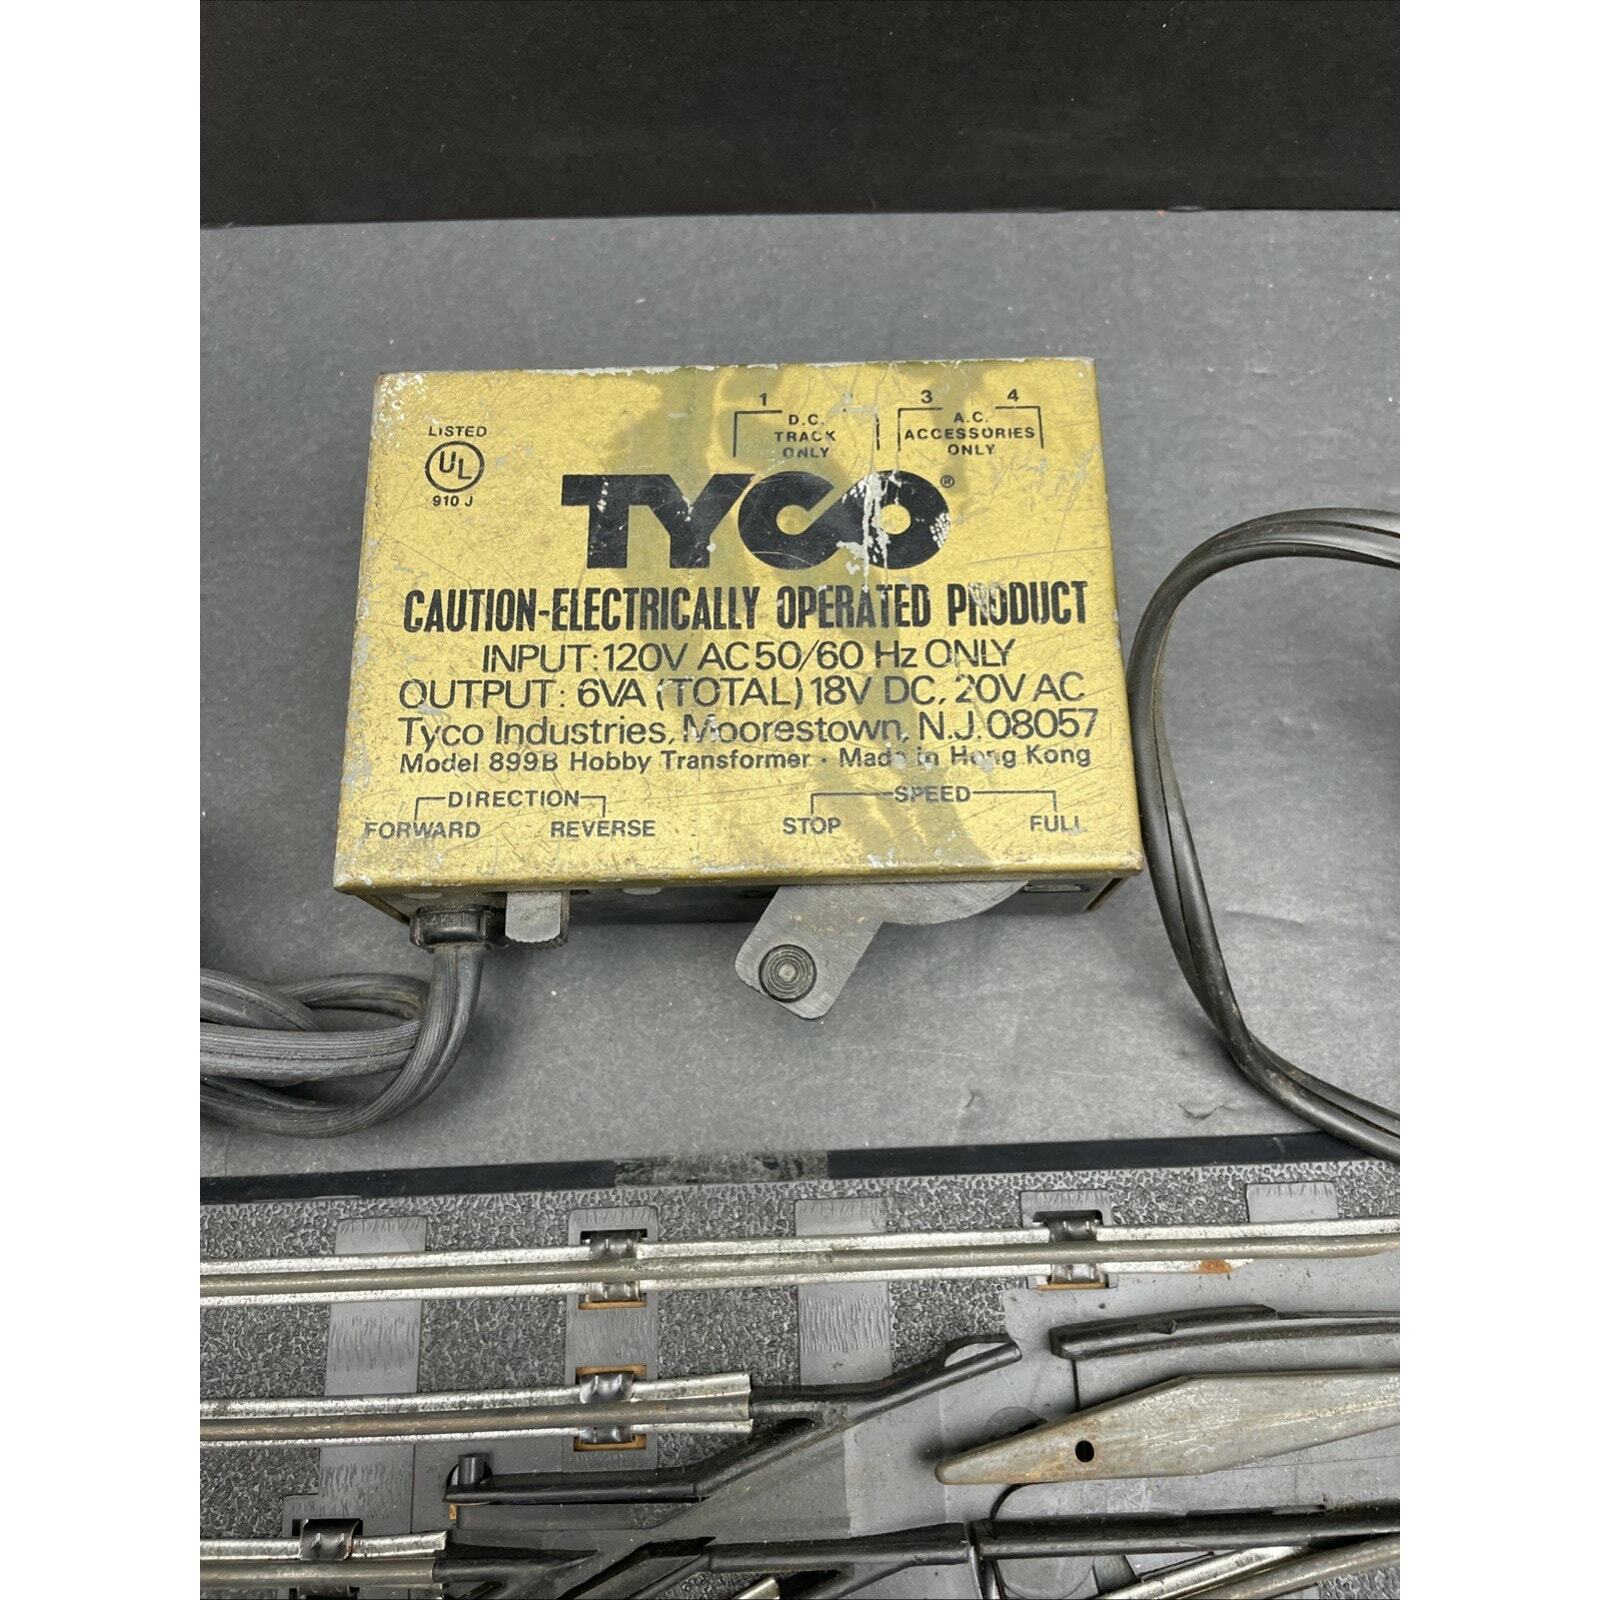 1 2 3 4
D.C. A.C.
TRACK ACCESSORIES
ONLY ONLY
LISTED
UL
910 J
TYCO®
CAUTION-ELECTRICALLY OPERATED PRODUCT
INPUT: 120V AC 50/60 Hz ONLY
OUTPUT: 6VA (TOTAL) 18V DC, 20V AC
Tyco Industries, Moorestown, N.J. 08057
Model 899B Hobby Transformer · Made in Hong Kong
DIRECTION SPEED
FORWARD REVERSE STOP FULL